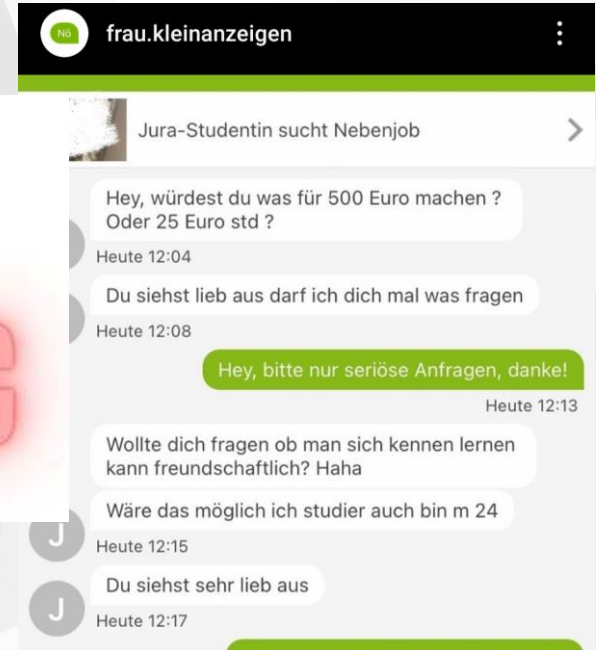 Nö
frau.kleinanzeigen
Jura-Studentin sucht Nebenjob
Hey, würdest du was für 500 Euro machen ?
Oder 25 Euro std ?
Heute 12:04
Du siehst lieb aus darf ich dich mal was fragen
Heute 12:08
Hey, bitte nur seriöse Anfragen, danke!
Heute 12:13
Wollte dich fragen ob man sich kennen lernen
kann freundschaftlich? Haha
Wäre das möglich ich studier auch bin m 24
J
Heute 12:15
Du siehst sehr lieb aus
J
Heute 12:17